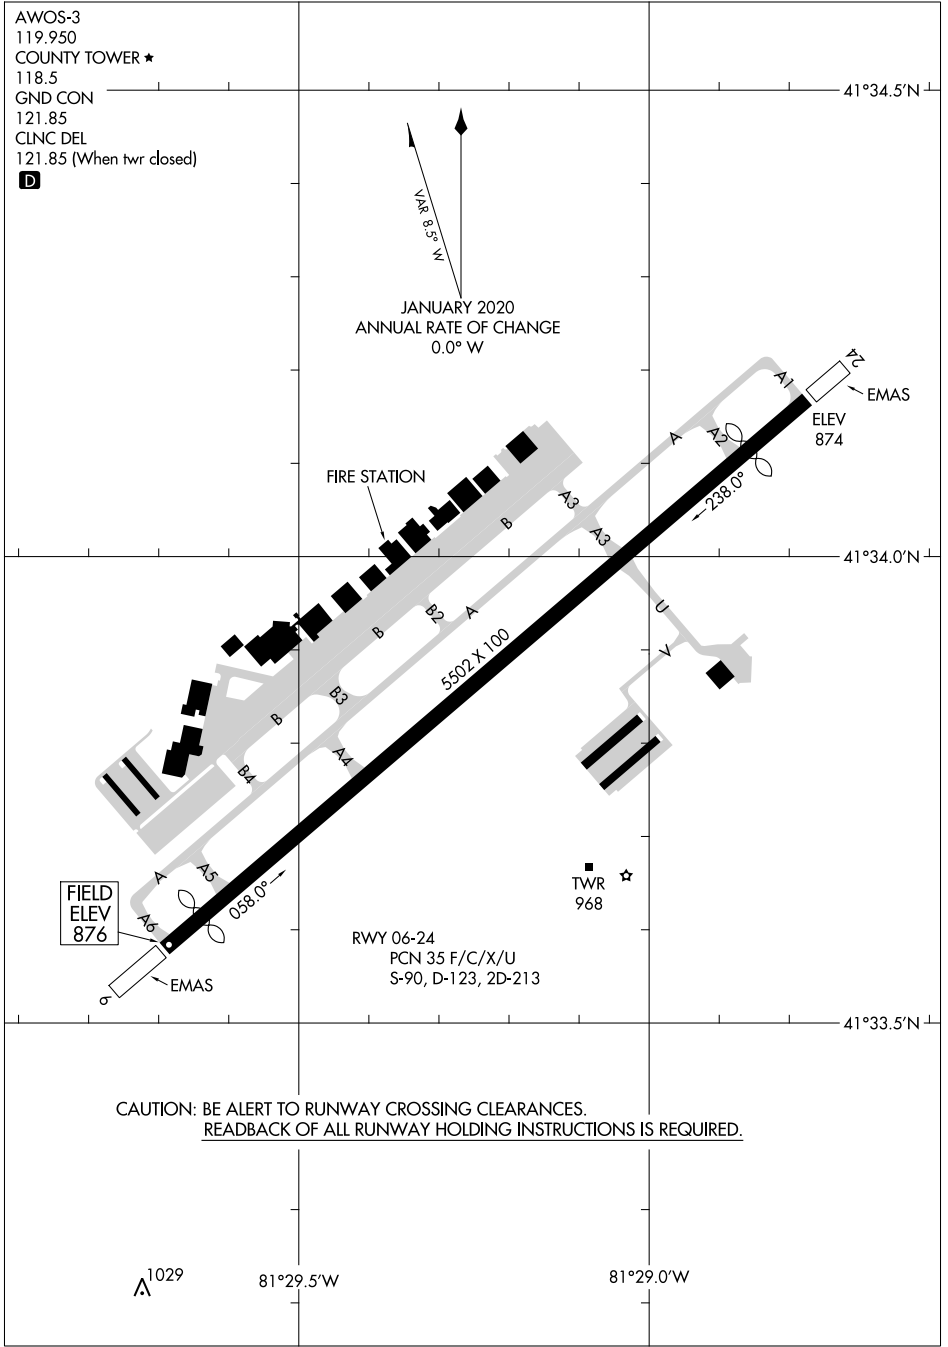 AWOS-3
119.950
COUNTY TOWER ★
118.5
GND CON
121.85
CLNC DEL
121.85 (When twr closed)
D
41°34.5'N
VAR 8.5° W
JANUARY 2020
ANNUAL RATE OF CHANGE
0.0° W
24
A1
EMAS
ELEV
874
A
A2
238.0°
FIRE STATION
A3
B
A3
41°34.0'N
U
B2
A
B
V
5502 X 100
B3
B
A4
B4
A
A5
TWR
968
058.0°
FIELD
ELEV
876
A6
RWY 06-24
PCN 35 F/C/X/U
S-90, D-123, 2D-213
EMAS
6
41°33.5'N
CAUTION: BE ALERT TO RUNWAY CROSSING CLEARANCES.
READBACK OF ALL RUNWAY HOLDING INSTRUCTIONS IS REQUIRED.
1029
81°29.5'W
81°29.0'W